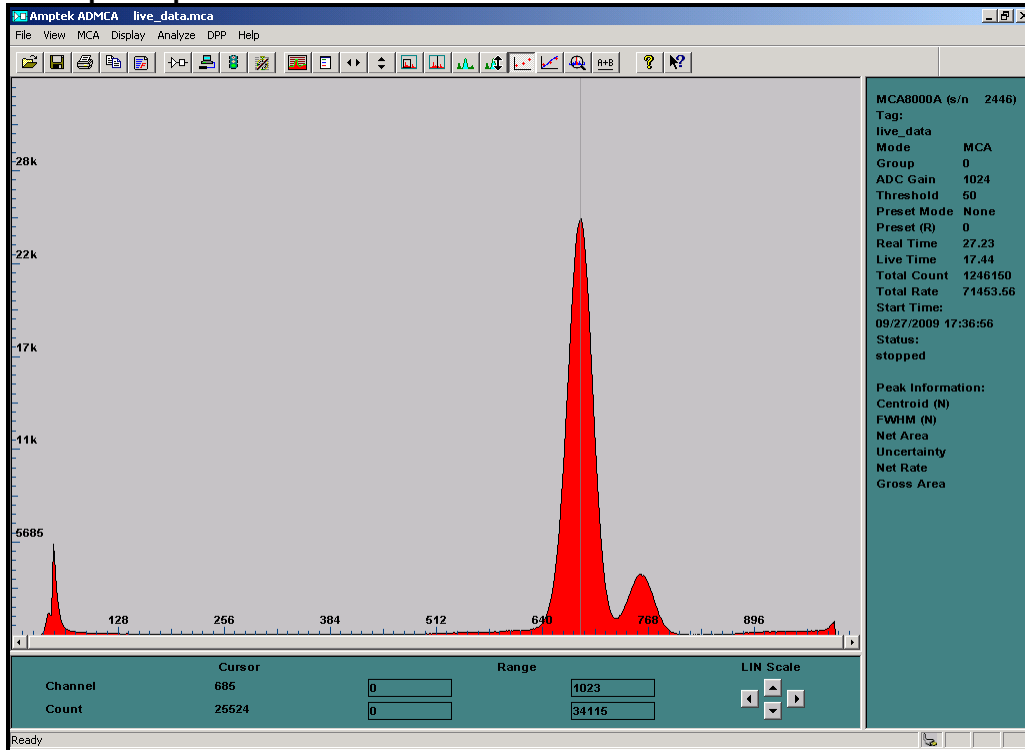 Amptek ADMCA live_data.mca
File View MCA Display Analyze DPP Help
A+B
28k
22k
17k
11k
5685
128 256 384 512 640 768 896
MCA8000A (s/n 2446)
Tag:
live_data
Mode MCA
Group 0
ADC Gain 1024
Threshold 50
Preset Mode None
Preset (R) 0
Real Time 27.23
Live Time 17.44
Total Count 1246150
Total Rate 71453.56
Start Time:
09/27/2009 17:36:56
Status:
stopped
Peak Information:
Centroid (N)
FWHM (N)
Net Area
Uncertainty
Net Rate
Gross Area
Cursor Range LIN Scale
Channel 685 0 1023
Count 25524 0 34115
Ready